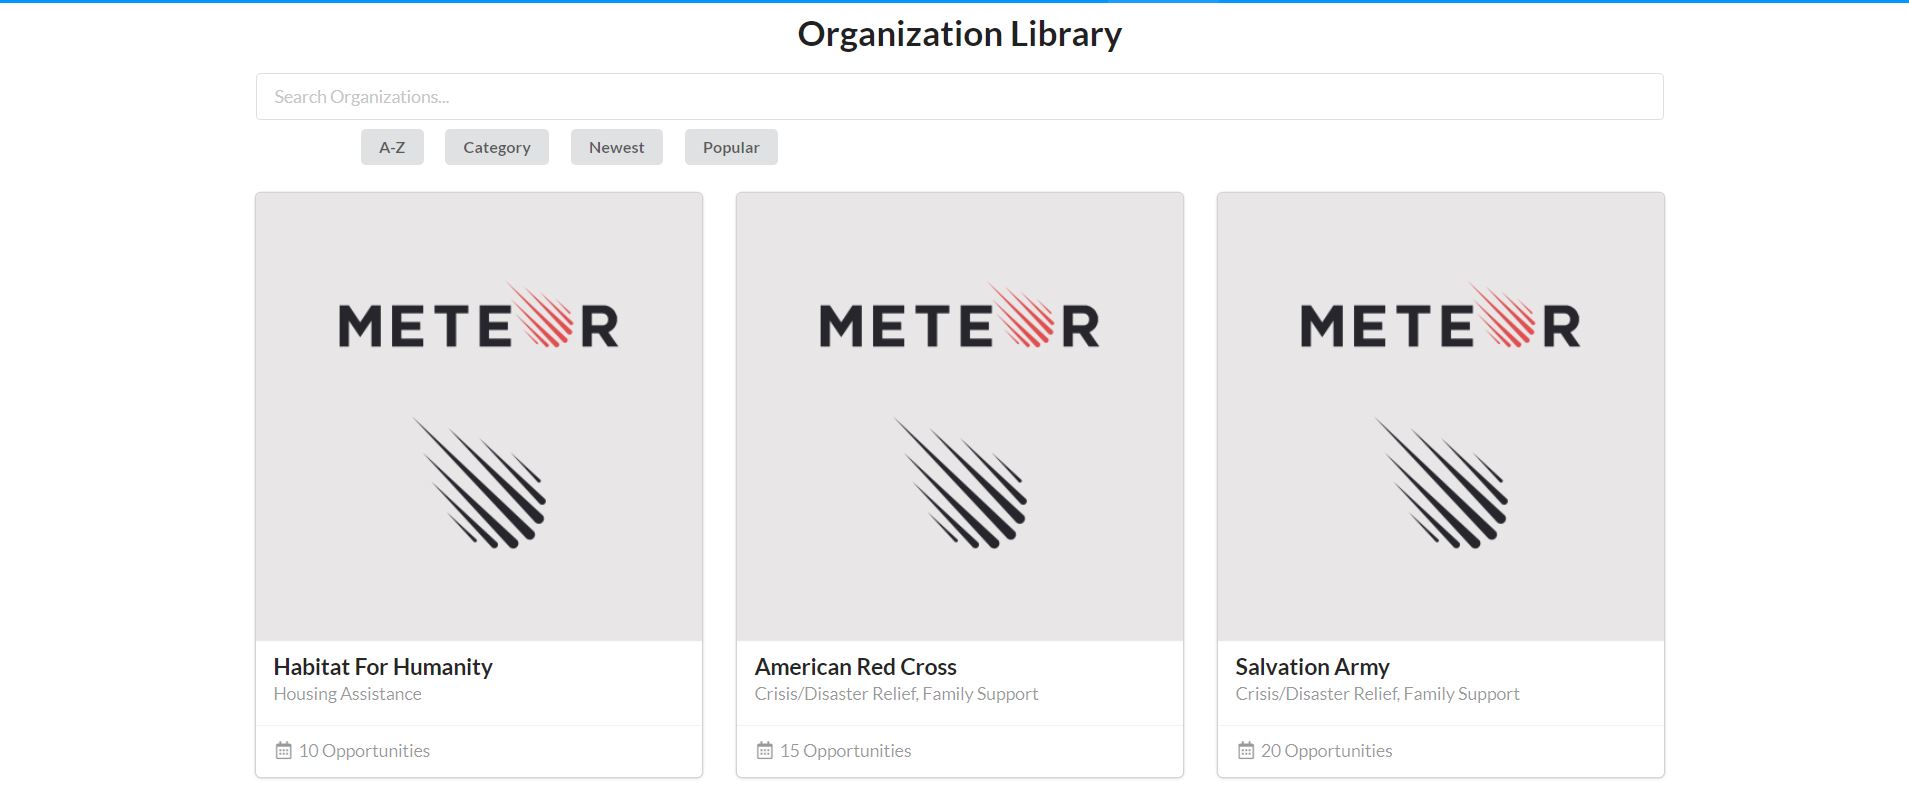 Organization Library
Search Organizations...
A-Z Category Newest Popular
METEOR METEOR METEOR
Habitat For Humanity
Housing Assistance
10 Opportunities
American Red Cross
Crisis/Disaster Relief, Family Support
15 Opportunities
Salvation Army
Crisis/Disaster Relief, Family Support
20 Opportunities